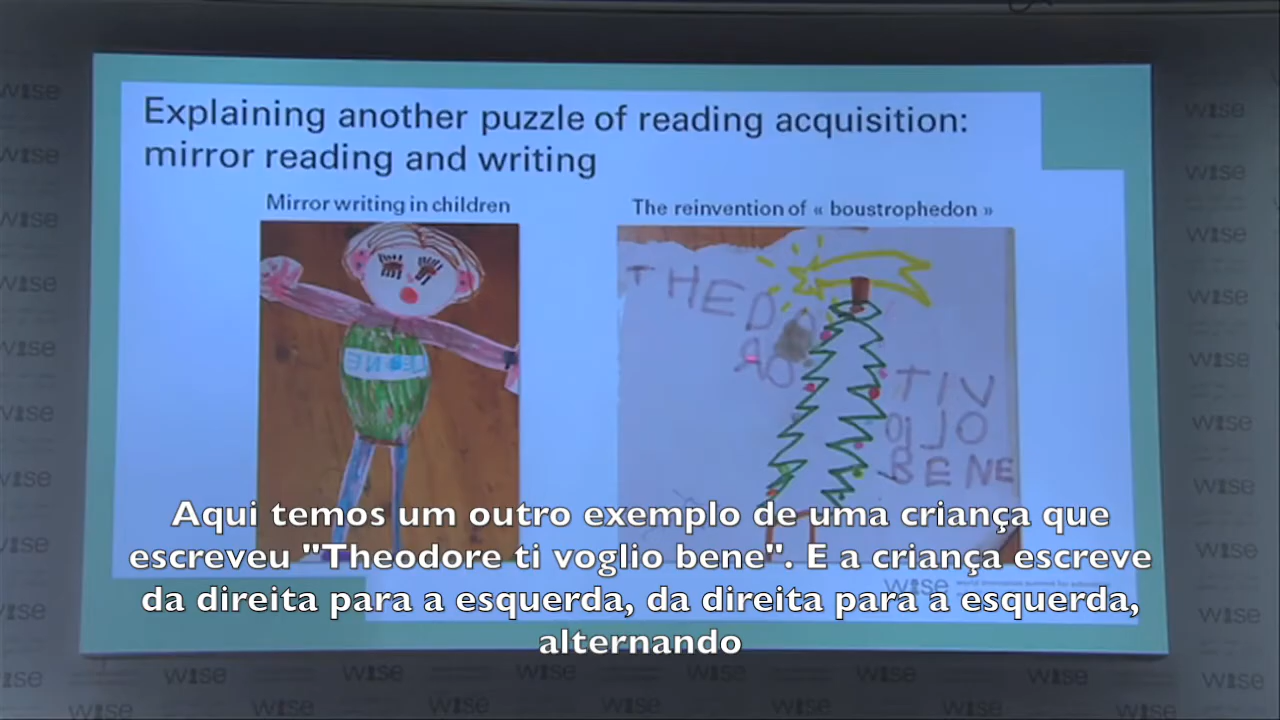 Explaining another puzzle of reading acquisition:
mirror reading and writing
Mirror writing in children
The reinvention of « boustrophedon »
THEDO
TIV
OJJO
BENE
Aqui temos um outro exemplo de uma criança que
escreveu "Theodore ti voglio bene". E a criança escreve
da direita para a esquerda, da direita para a esquerda,
alternando
wise